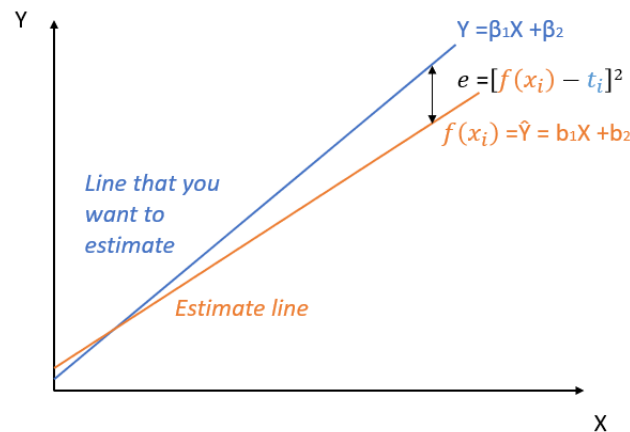 Y
Y =β₁X +β₂
e =[f(xᵢ) − tᵢ]²
f(xᵢ) =Ŷ = b₁X +b₂
Line that you
want to
estimate
Estimate line
X